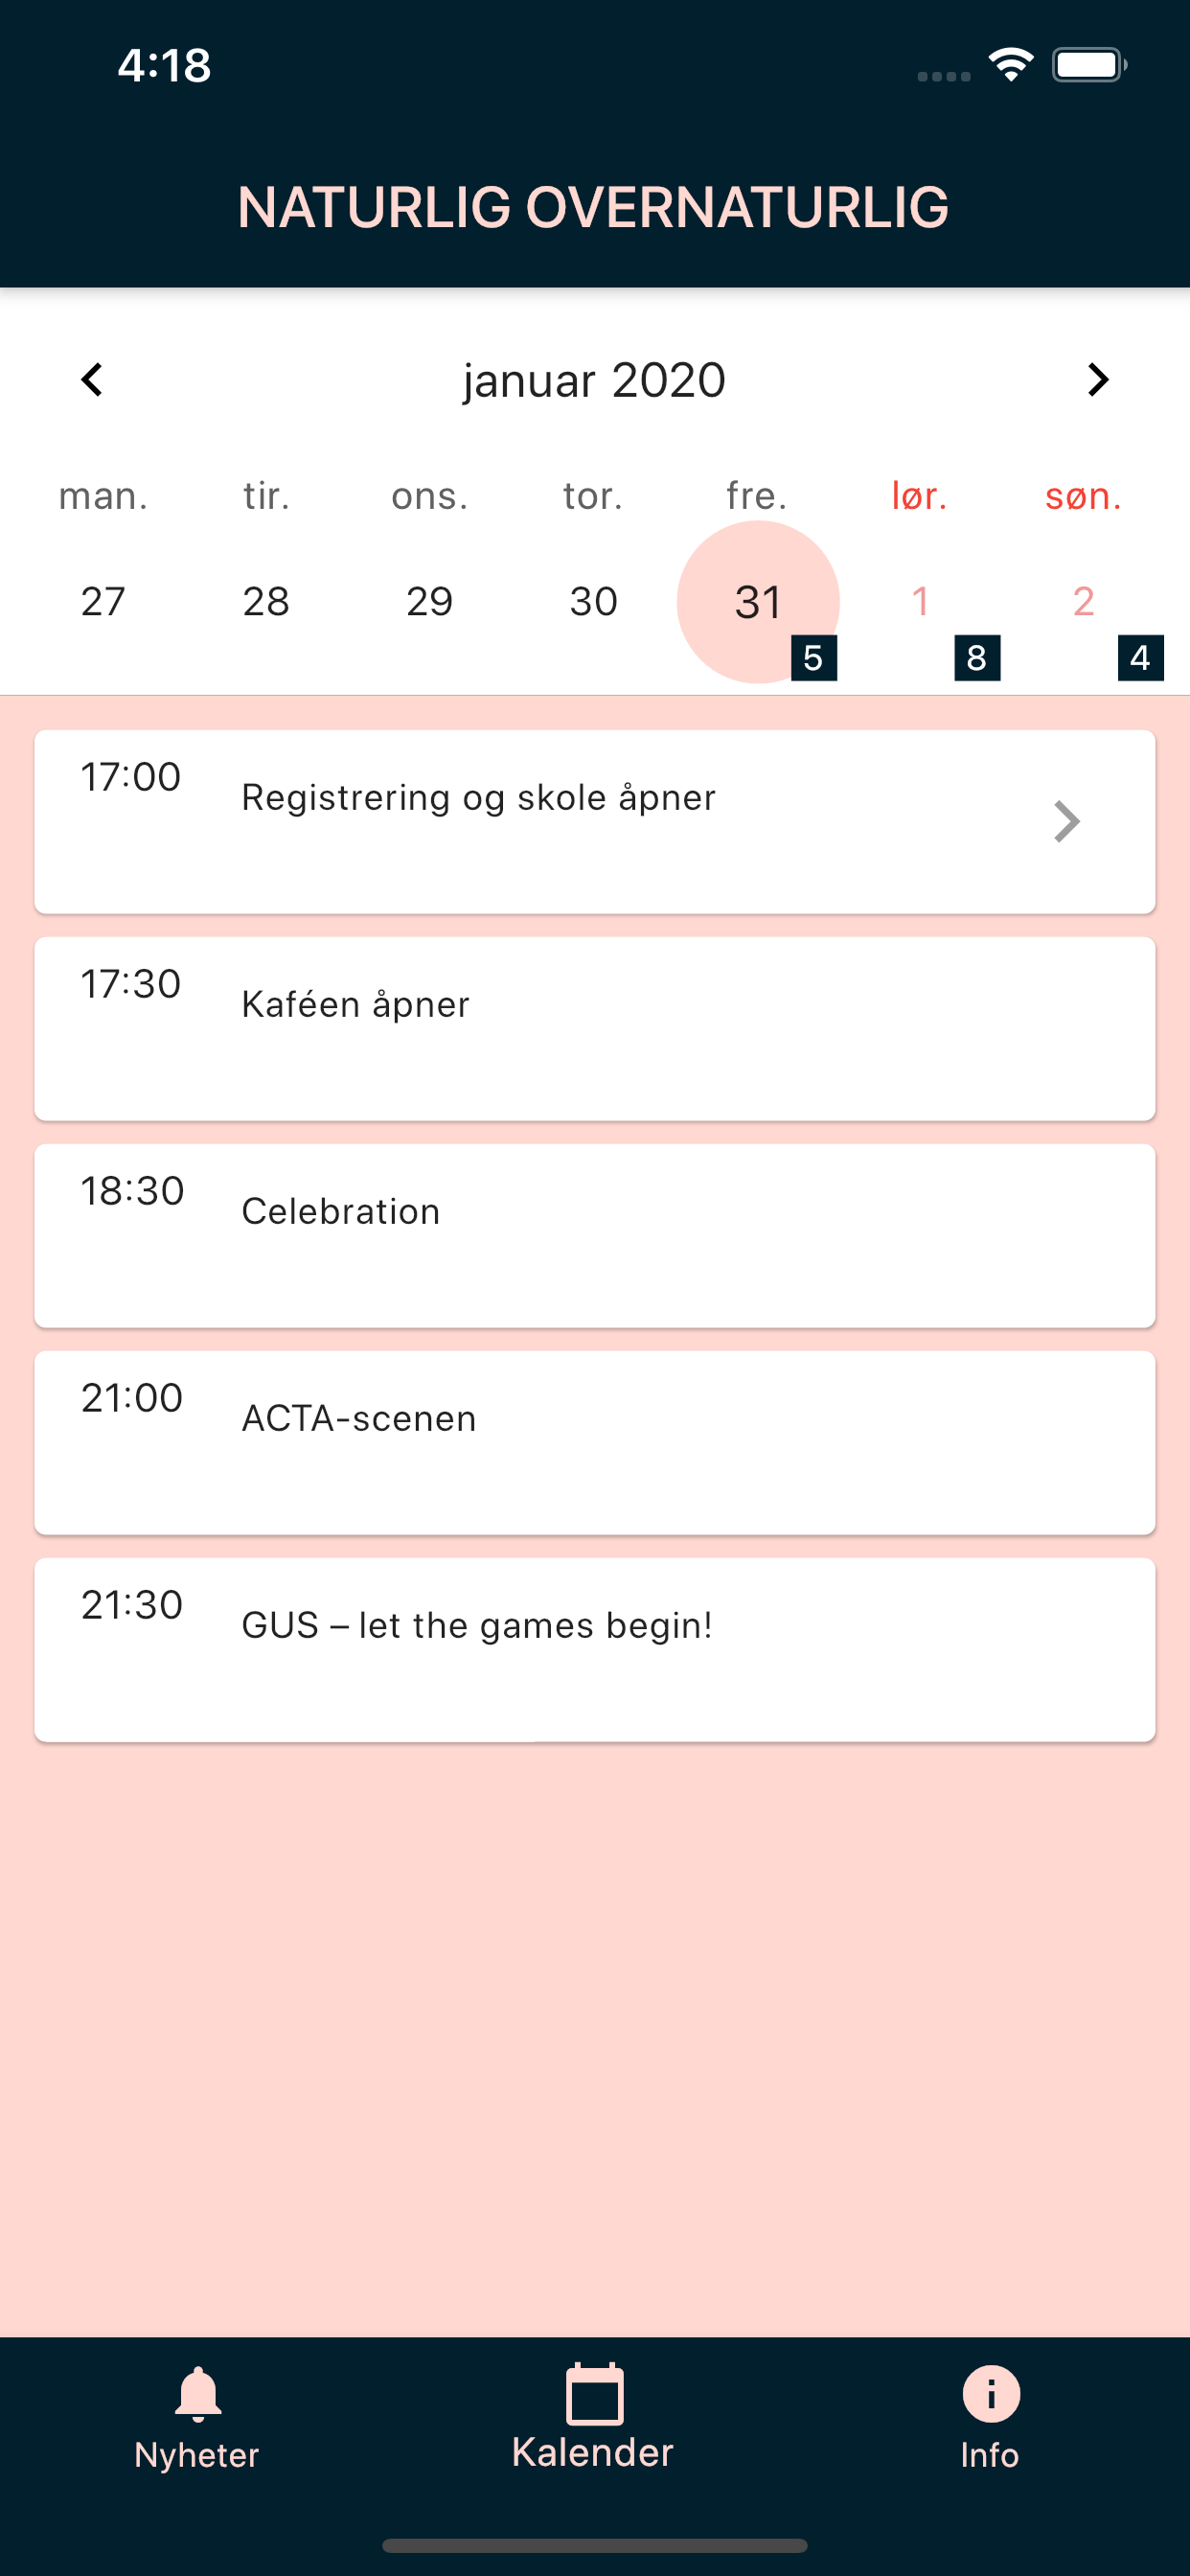 4:18
NATURLIG OVERNATURLIG
januar 2020
man. tir. ons. tor. fre. lør. søn.
27 28 29 30 31 1 2
5 8 4
17:00 Registrering og skole åpner
17:30 Kaféen åpner
18:30 Celebration
21:00 ACTA-scenen
21:30 GUS – let the games begin!
Nyheter Kalender Info